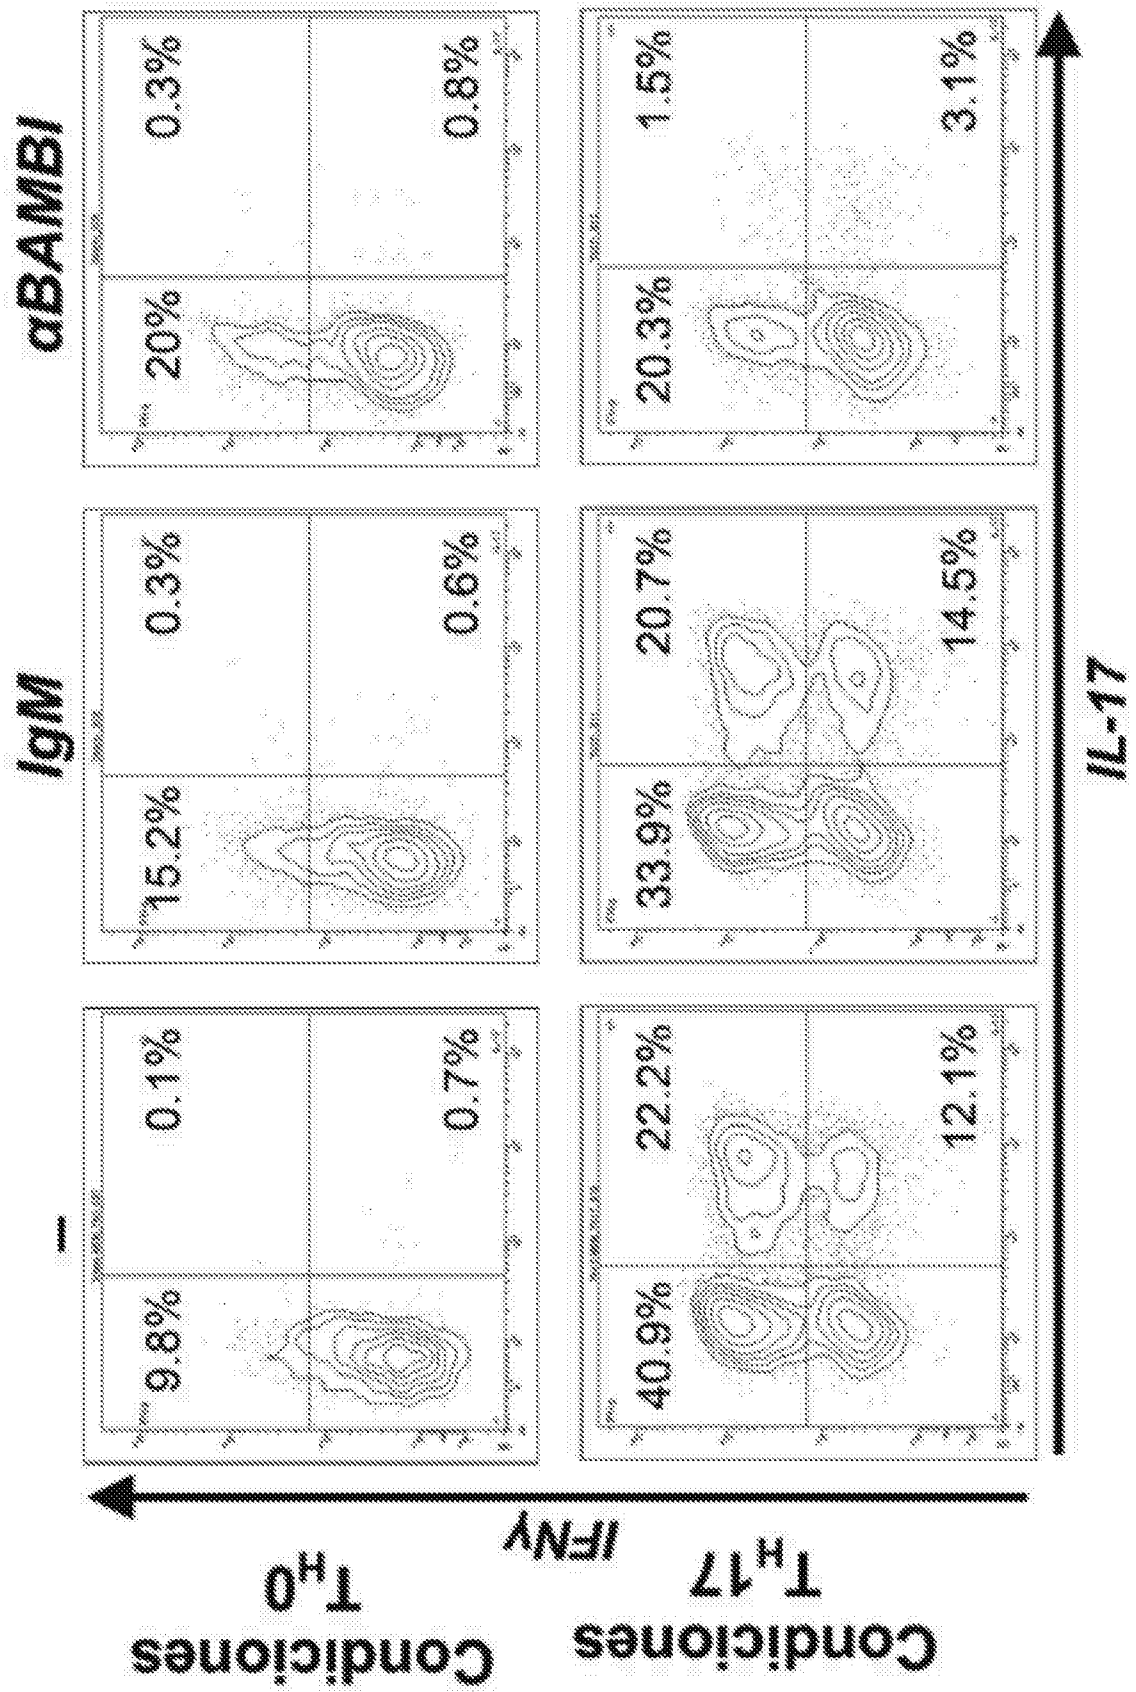 – IgM αBAMBI
Condiciones
TH0
9.8% 0.1% 15.2% 0.3% 20% 0.3%
0.7% 0.6% 0.8%
IFNγ
Condiciones
TH17
40.9% 22.2% 33.9% 20.7% 20.3% 1.5%
12.1% 14.5% 3.1%
IL-17